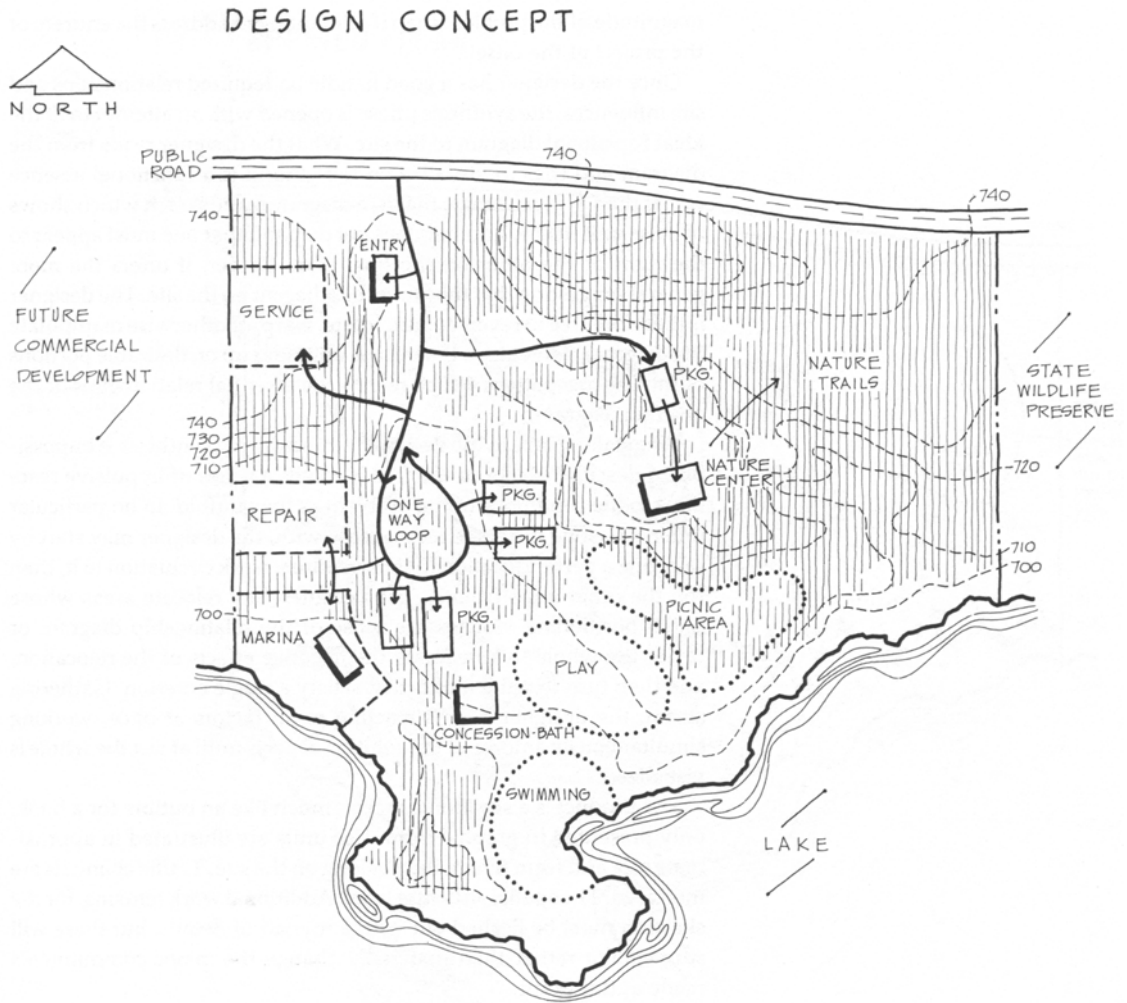 DESIGN CONCEPT
NORTH
PUBLIC
ROAD
740
740
740
ENTRY
SERVICE
FUTURE
COMMERCIAL
DEVELOPMENT
PKG.
NATURE
TRAILS
STATE
WILDLIFE
PRESERVE
740
730
720
710
720
NATURE
CENTER
ONE-
WAY
LOOP
PKG.
REPAIR
PKG.
710
700
700
MARINA
PKG.
PICNIC
AREA
PLAY
CONCESSION-BATH
SWIMMING
LAKE